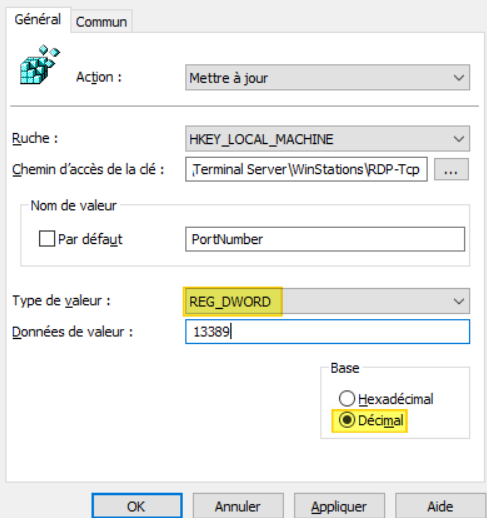 Général Commun
Action : Mettre à jour
Ruche : HKEY_LOCAL_MACHINE
Chemin d'accès de la clé : Terminal Server\WinStations\RDP-Tcp ...
Nom de valeur
Par défaut PortNumber
Type de valeur : REG_DWORD
Données de valeur : 13389
Base
Hexadécimal
Décimal
OK Annuler Appliquer Aide